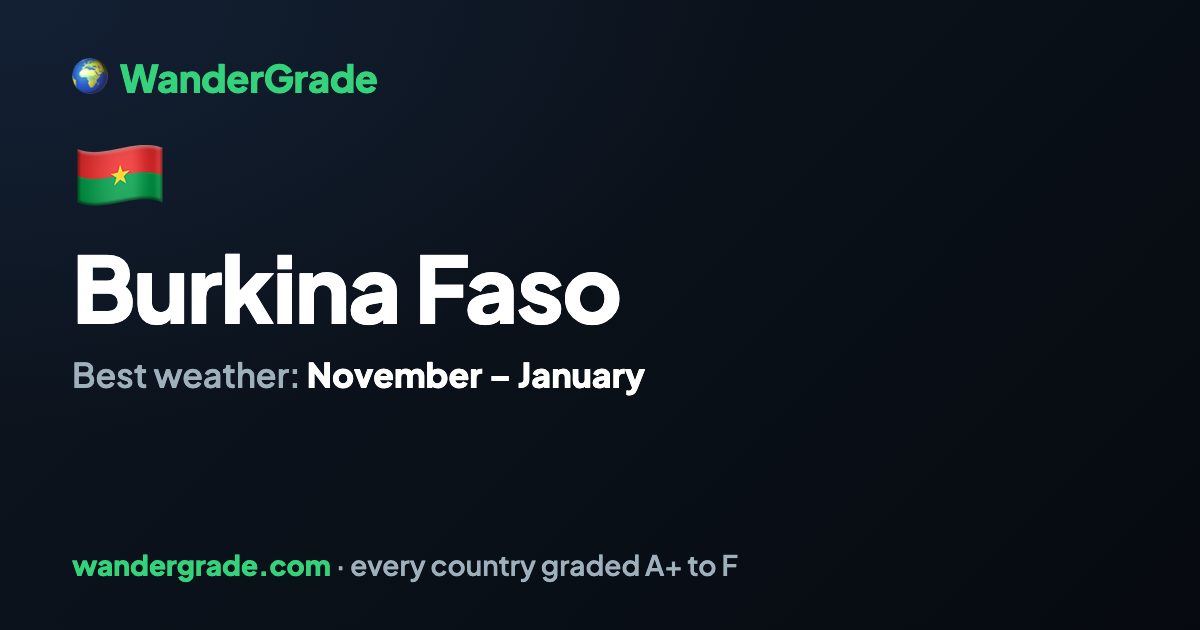 WanderGrade
Burkina Faso
Best weather: November – January
wandergrade.com · every country graded A+ to F